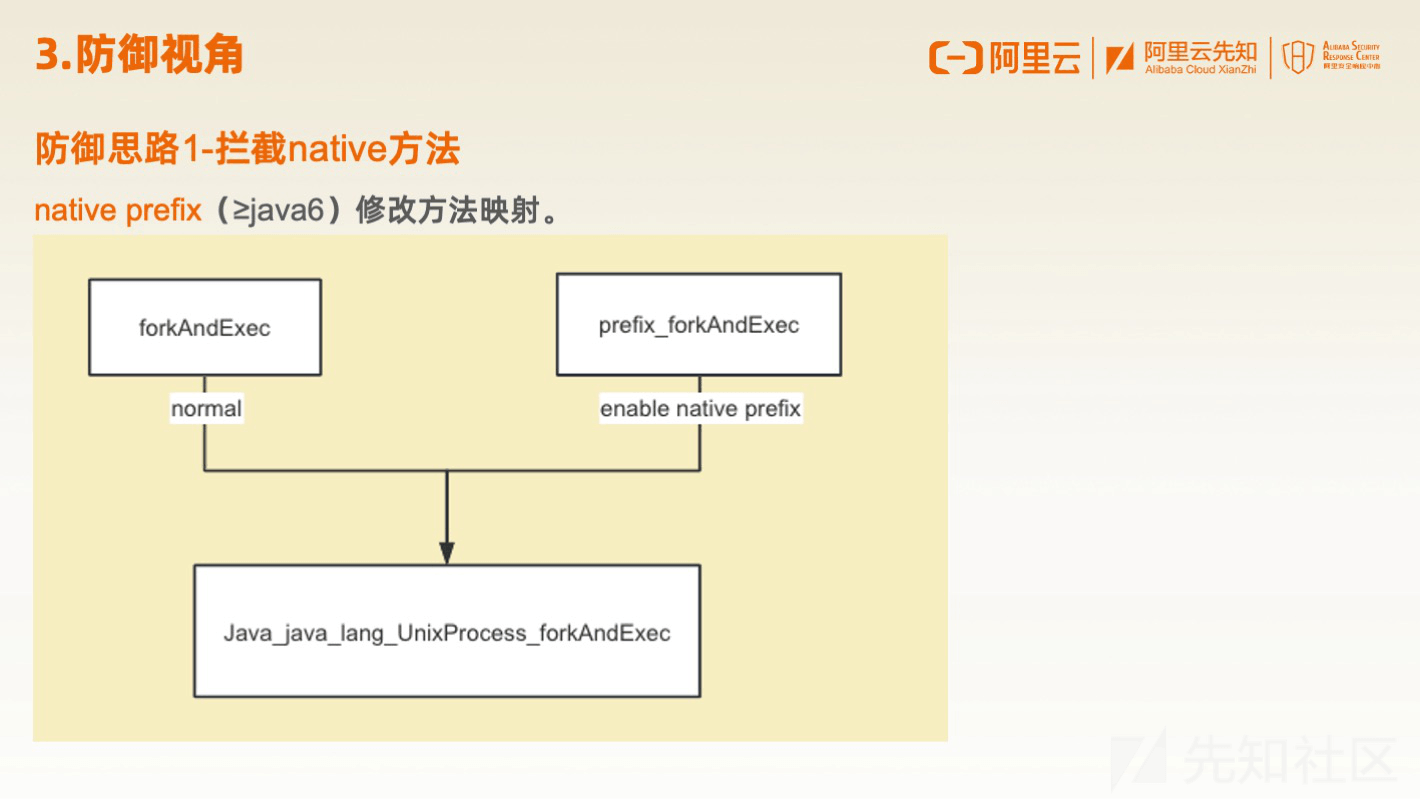 3.防御视角
阿里云
阿里云先知
Alibaba Cloud XianZhi
ALIBABA SECURITY
RESPONSE CENTER
阿里安全响应中心
防御思路1-拦截native方法
native prefix（≥java6）修改方法映射。
forkAndExec
prefix_forkAndExec
normal
enable native prefix
Java_java_lang_UnixProcess_forkAndExec
先知社区